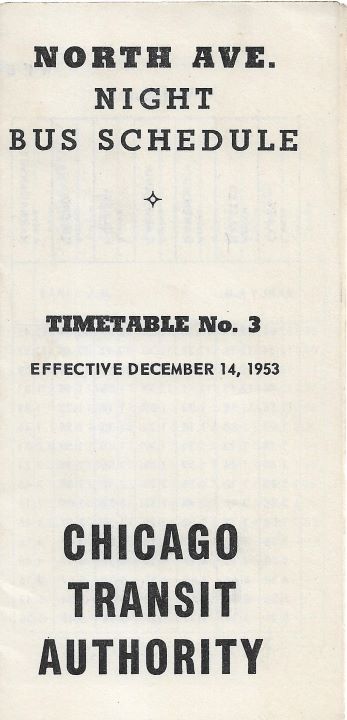 NORTH AVE.
NIGHT
BUS SCHEDULE
TIMETABLE No. 3
EFFECTIVE DECEMBER 14, 1953
CHICAGO
TRANSIT
AUTHORITY